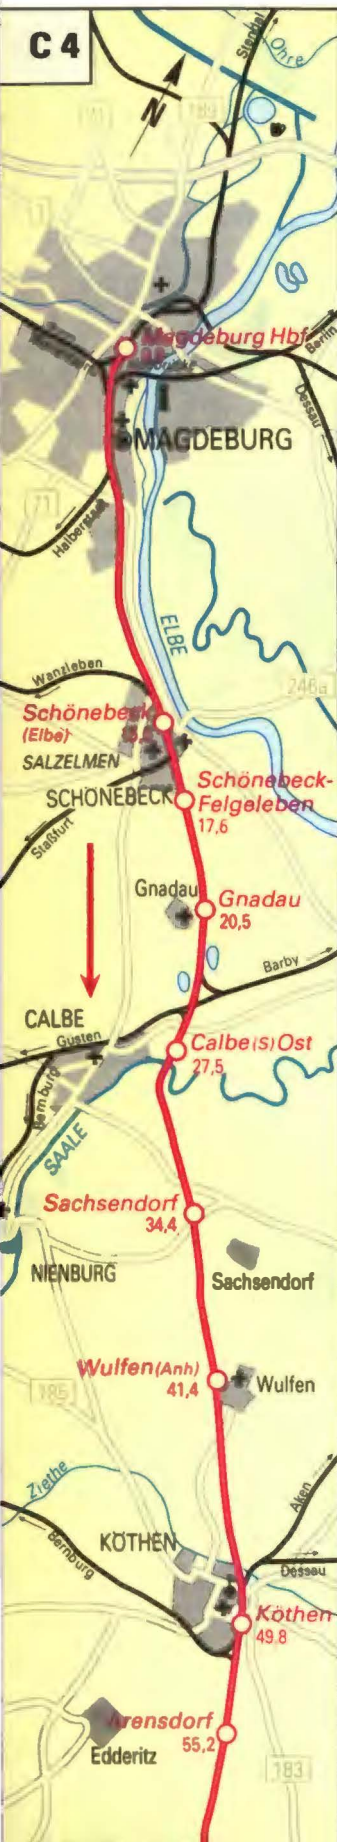 C 4
Stendal
Ohre
N
189
71
Magdeburg Hbf
0,0
Berlin
MAGDEBURG
Dessau
71
Halberstadt
ELBE
Wanzleben
246a
Schönebeck
(Elbe)
SALZELMEN
Schönebeck-
Felgeleben
17,6
SCHÖNEBECK
Staßfurt
Gnadau
Gnadau
20,5
Barby
CALBE
Güsten
Calbe(S)Ost
27,5
Bernburg
SAALE
Sachsendorf
34,4
NIENBURG
Sachsendorf
Wulfen(Anh)
41,4
Wulfen
185
Ziethe
Aken
KÖTHEN
Bernburg
Dessau
Köthen
49.8
55,2
Edderitz
183